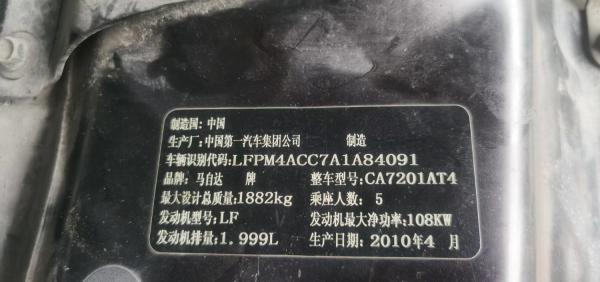 制造国：中国
生产厂：中国第一汽车集团公司 制造
车辆识别代码：LFPM4ACC7A1A84091
品牌：马自达 牌 整车型号：CA7201AT4
最大设计总质量：1882kg 乘座人数：5
发动机型号：LF 发动机最大净功率：108KW
发动机排量：1.999L 生产日期：2010年4 月